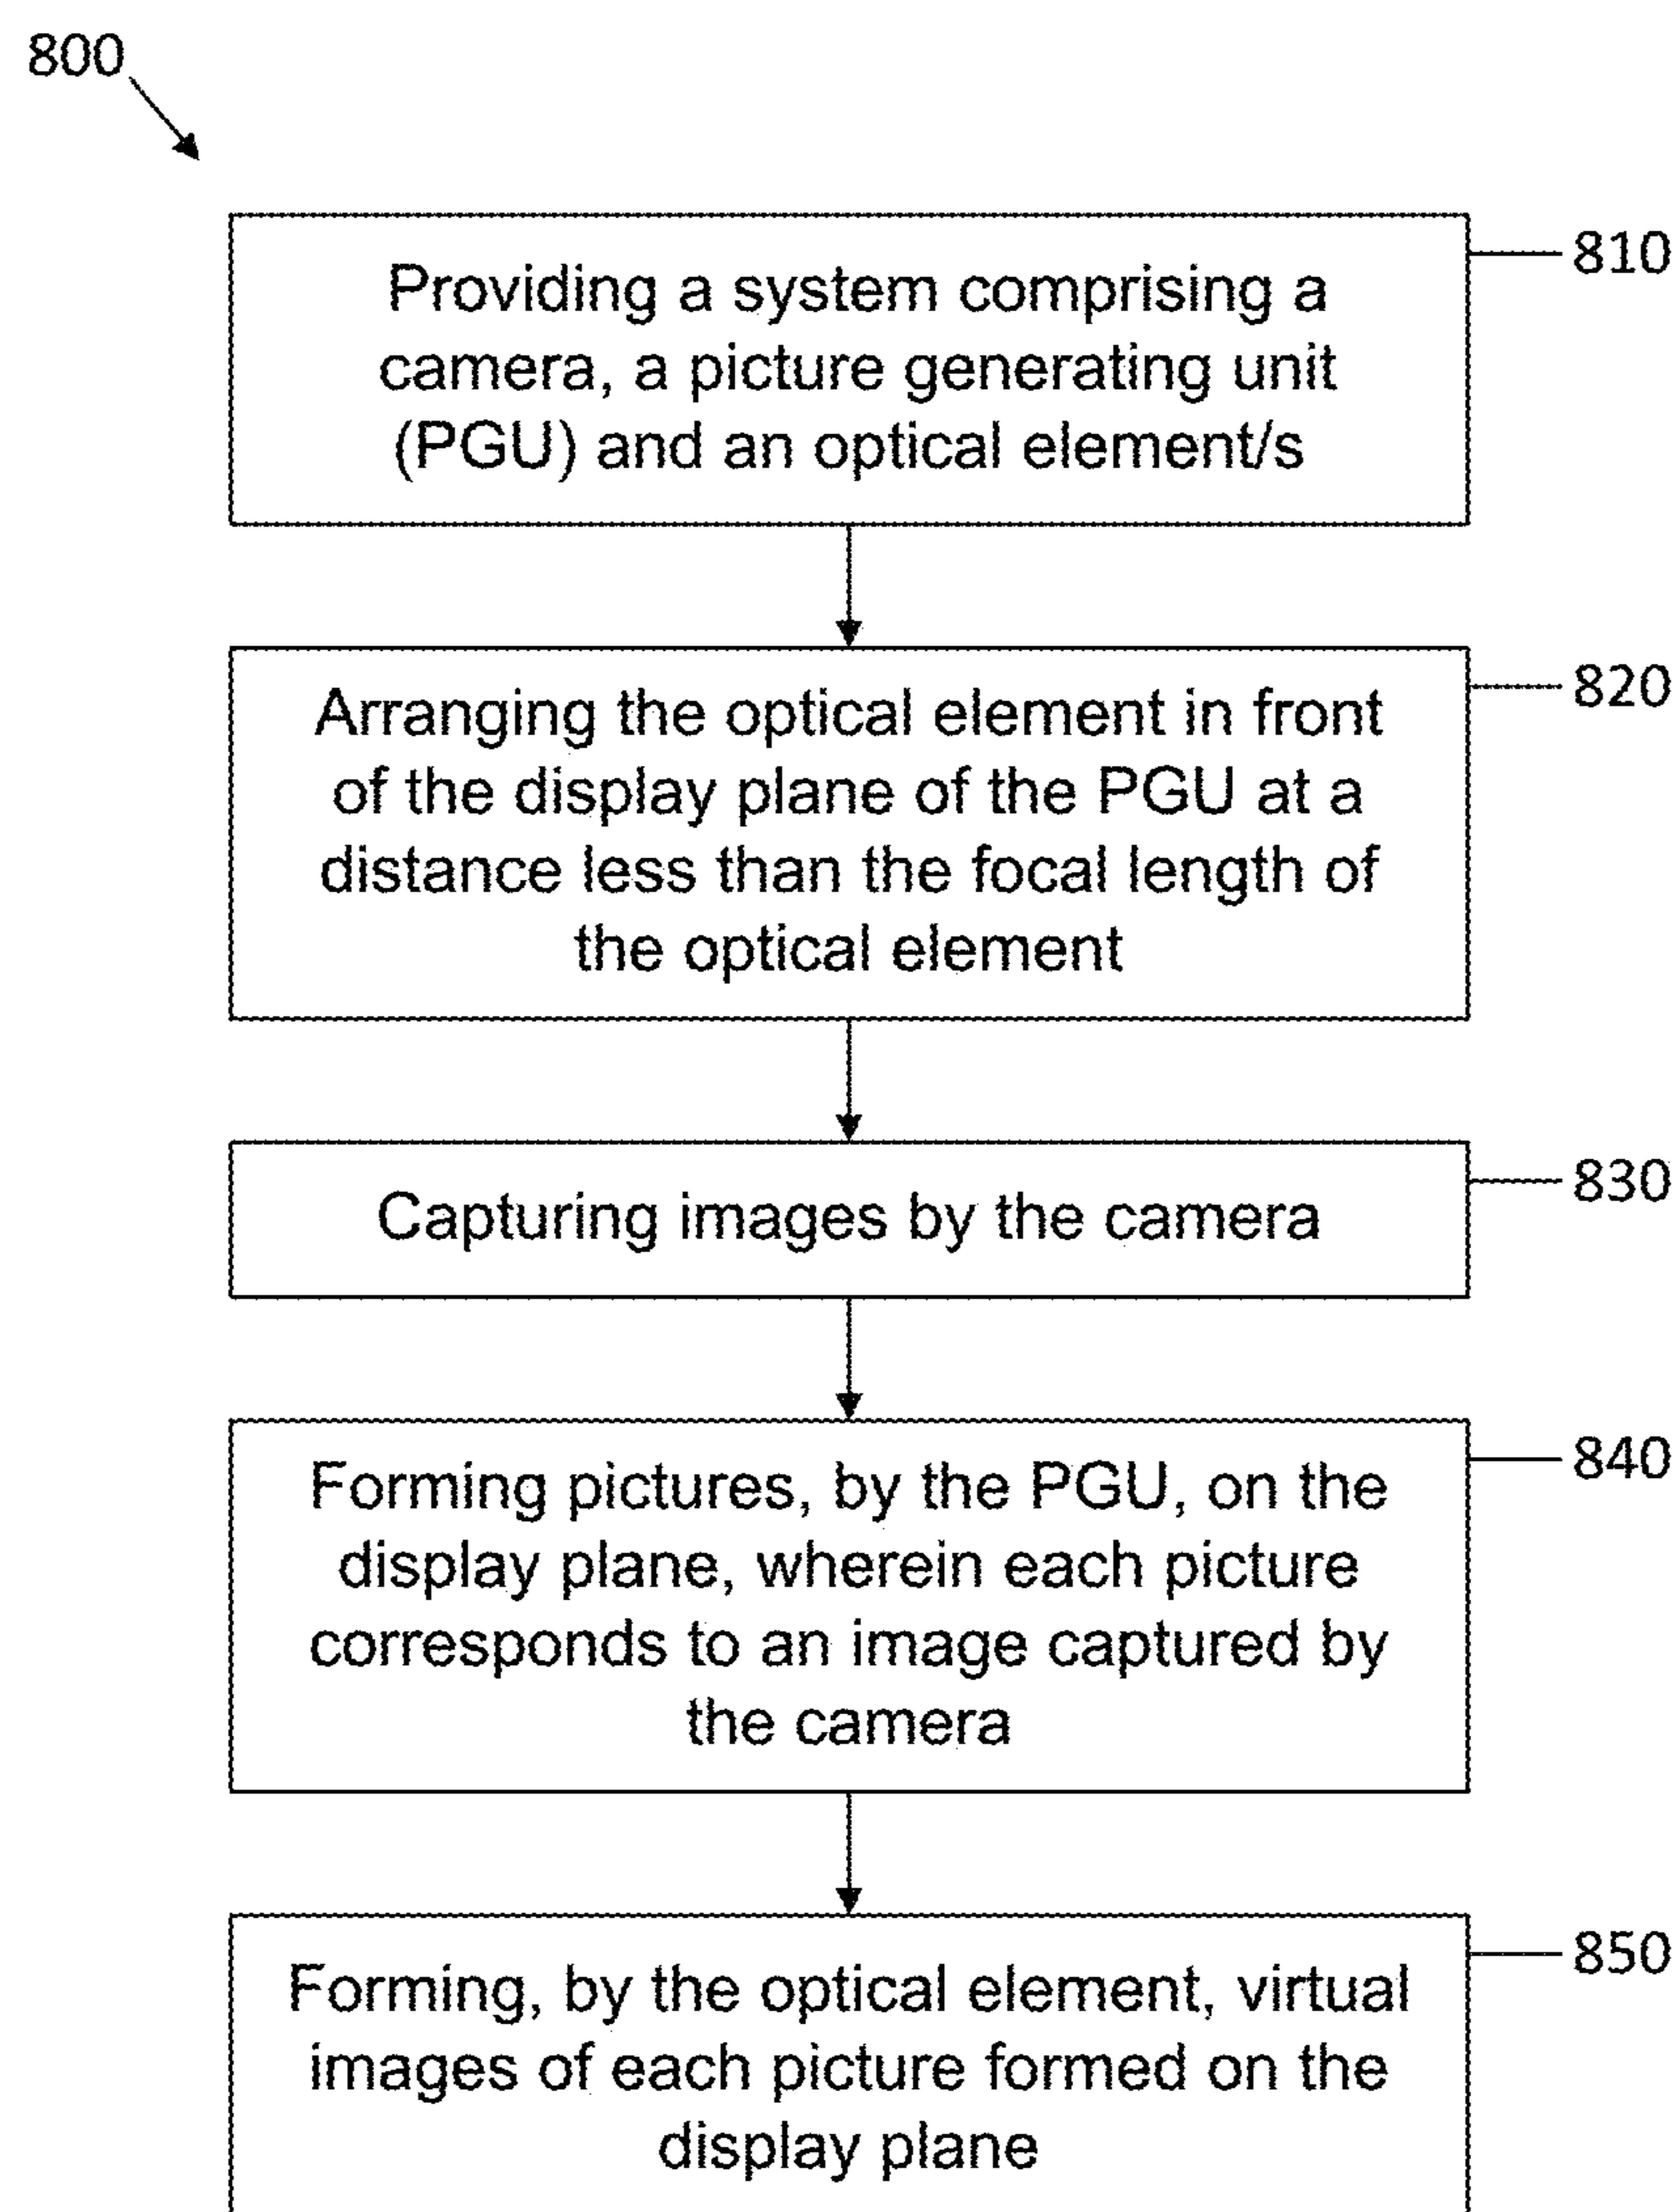 800
810
Providing a system comprising a
camera, a picture generating unit
(PGU) and an optical element/s
820
Arranging the optical element in front
of the display plane of the PGU at a
distance less than the focal length of
the optical element
830
Capturing images by the camera
840
Forming pictures, by the PGU, on the
display plane, wherein each picture
corresponds to an image captured by
the camera
850
Forming, by the optical element, virtual
images of each picture formed on the
display plane